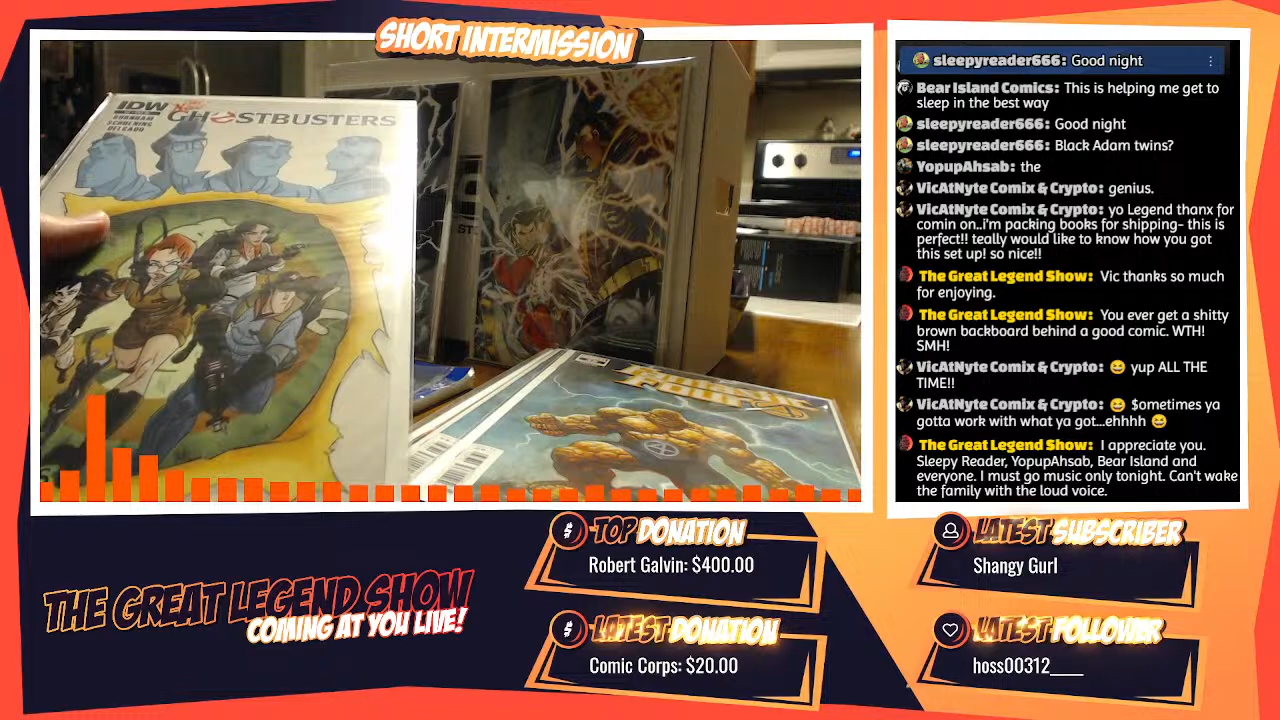 SHORT INTERMISSION
IDW
GHOSTBUSTERS
BURNHAM
SCHOENING
DELGADO
sleepyreader666: Good night
Bear Island Comics: This is helping me get to
sleep in the best way
sleepyreader666: Good night
sleepyreader666: Black Adam twins?
YopupAhsab: the
VicAtNyte Comix & Crypto: genius.
VicAtNyte Comix & Crypto: yo Legend thanx for
comin on..i'm packing books for shipping- this is
perfect!! teally would like to know how you got
this set up! so nice!!
The Great Legend Show: Vic thanks so much
for enjoying.
The Great Legend Show: You ever get a shitty
brown backboard behind a good comic. WTH!
SMH!
VicAtNyte Comix & Crypto: 😆 yup ALL THE
TIME!!
VicAtNyte Comix & Crypto: 😆 $ometimes ya
gotta work with what ya got...ehhhh 😆
The Great Legend Show: I appreciate you.
Sleepy Reader, YopupAhsab, Bear Island and
everyone. I must go music only tonight. Can't wake
the family with the loud voice.
THE GREAT LEGEND SHOW
COMING AT YOU LIVE!
TOP DONATION
Robert Galvin: $400.00
LATEST DONATION
Comic Corps: $20.00
LATEST SUBSCRIBER
Shangy Gurl
LATEST FOLLOWER
hoss00312____